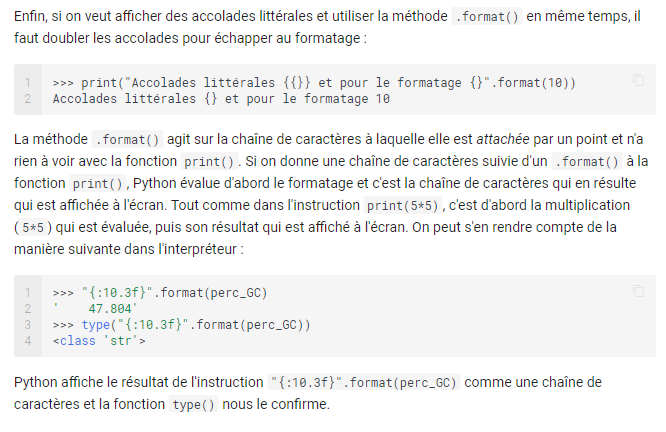 Enfin, si on veut afficher des accolades littérales et utiliser la méthode .format() en même temps, il
faut doubler les accolades pour échapper au formatage :
1 >>> print("Accolades littérales {{}} et pour le formatage {}".format(10))
2 Accolades littérales {} et pour le formatage 10
La méthode .format() agit sur la chaîne de caractères à laquelle elle est attachée par un point et n'a
rien à voir avec la fonction print(). Si on donne une chaîne de caractères suivie d'un .format() à la
fonction print(), Python évalue d'abord le formatage et c'est la chaîne de caractères qui en résulte
qui est affichée à l'écran. Tout comme dans l'instruction print(5*5), c'est d'abord la multiplication
(5*5) qui est évaluée, puis son résultat qui est affiché à l'écran. On peut s'en rendre compte de la
manière suivante dans l'interpréteur :
1 >>> "{:10.3f}".format(perc_GC)
2 '    47.804'
3 >>> type("{:10.3f}".format(perc_GC))
4 <class 'str'>
Python affiche le résultat de l'instruction "{:10.3f}".format(perc_GC) comme une chaîne de
caractères et la fonction type() nous le confirme.